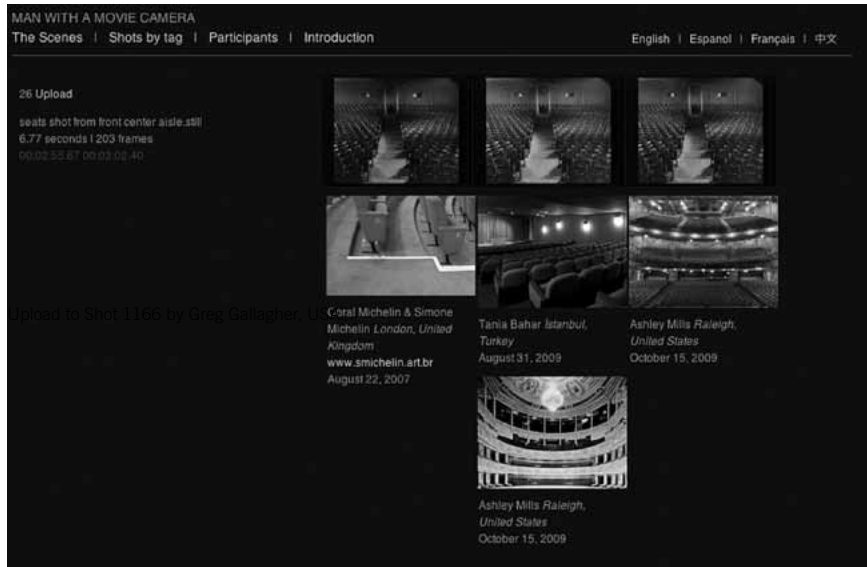 MAN WITH A MOVIE CAMERA
The Scenes | Shots by tag | Participants | Introduction
English | Espanol | Français | 中文
26 Upload
seats shot from front center aisle.still
6.77 seconds | 203 frames
00:02:55.67 00:03:02.40
Upload to Shot 1166 by Greg Gallagher, US
Coral Michelin & Simone
Michelin London, United
Kingdom
www.smichelin.art.br
August 22, 2007
Tania Bahar Istanbul,
Turkey
August 31, 2009
Ashley Mills Raleigh,
United States
October 15, 2009
Ashley Mills Raleigh,
United States
October 15, 2009